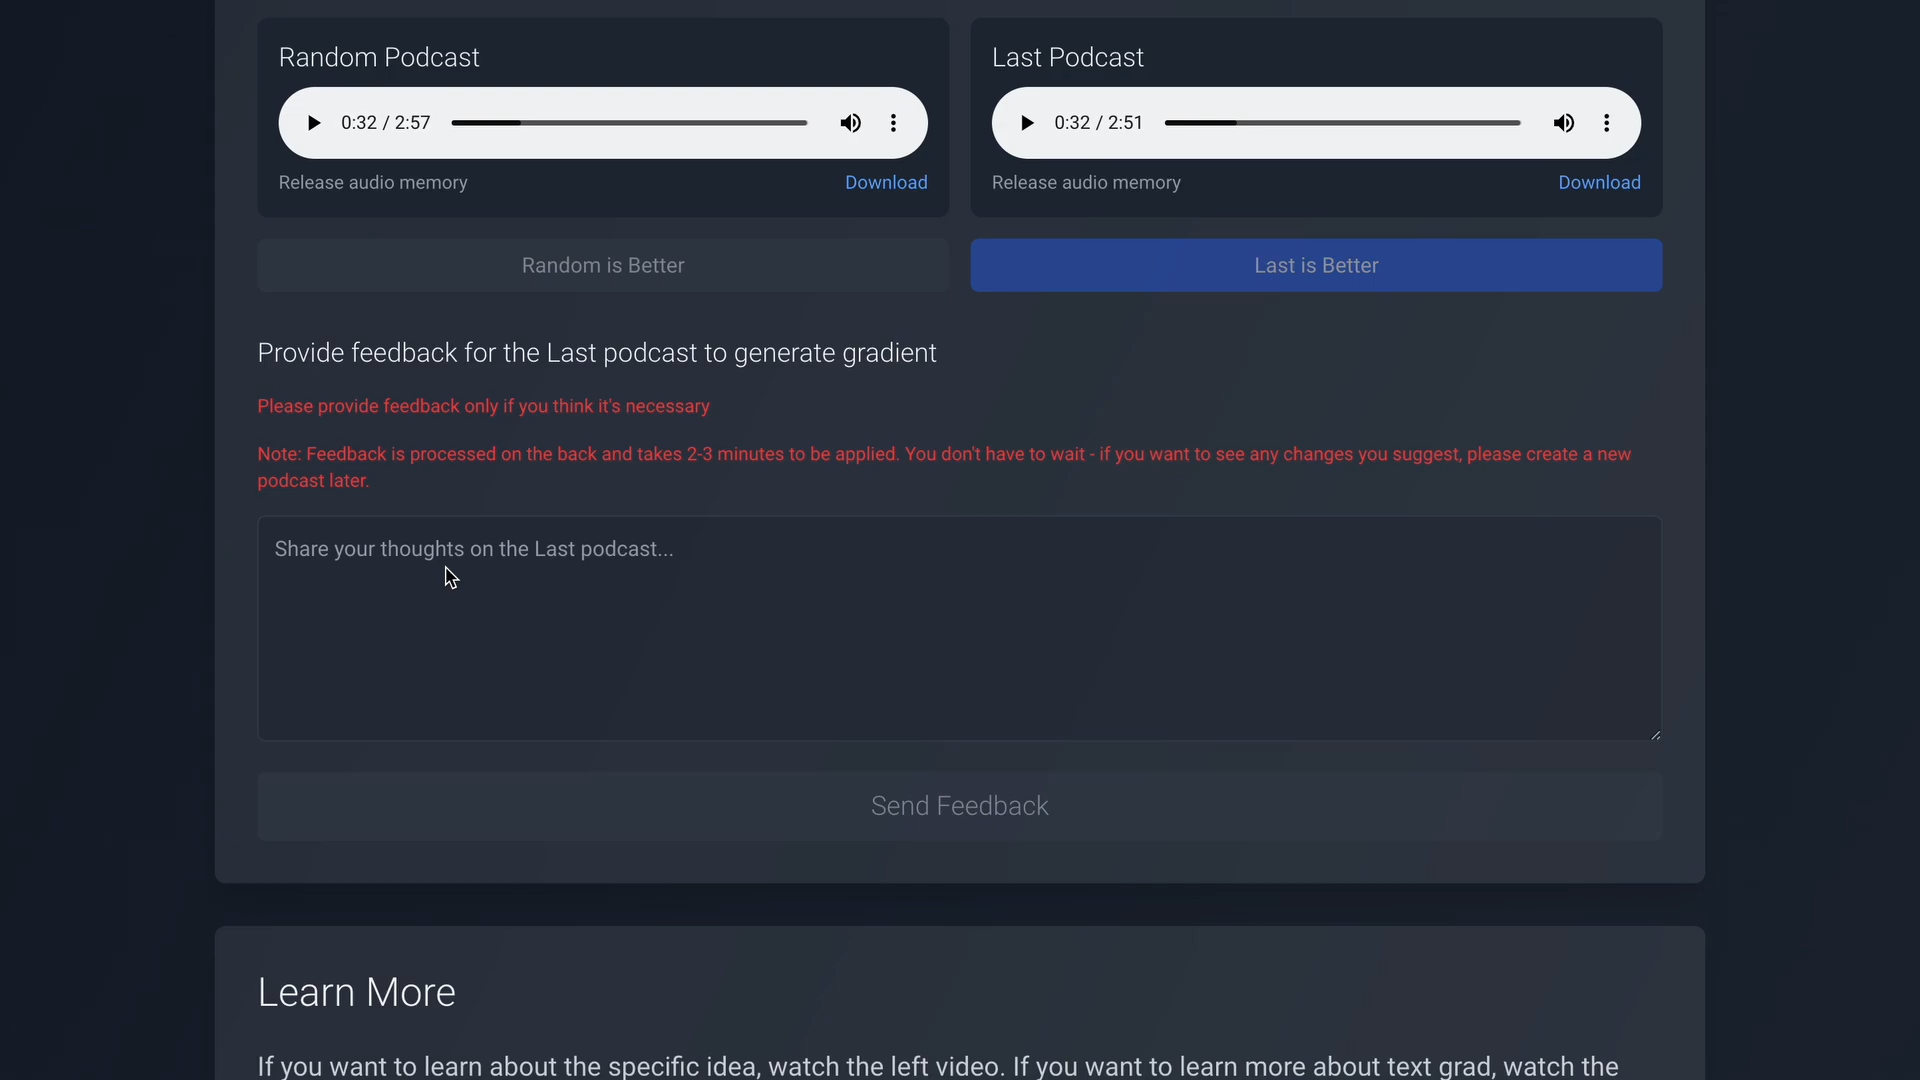 Random Podcast
0:32 / 2:57
Release audio memory
Download
Last Podcast
0:32 / 2:51
Release audio memory
Download
Random is Better
Last is Better
Provide feedback for the Last podcast to generate gradient
Please provide feedback only if you think it's necessary
Note: Feedback is processed on the back and takes 2-3 minutes to be applied. You don't have to wait - if you want to see any changes you suggest, please create a new
podcast later.
Share your thoughts on the Last podcast...
Send Feedback
Learn More
If you want to learn about the specific idea, watch the left video. If you want to learn more about text grad, watch the